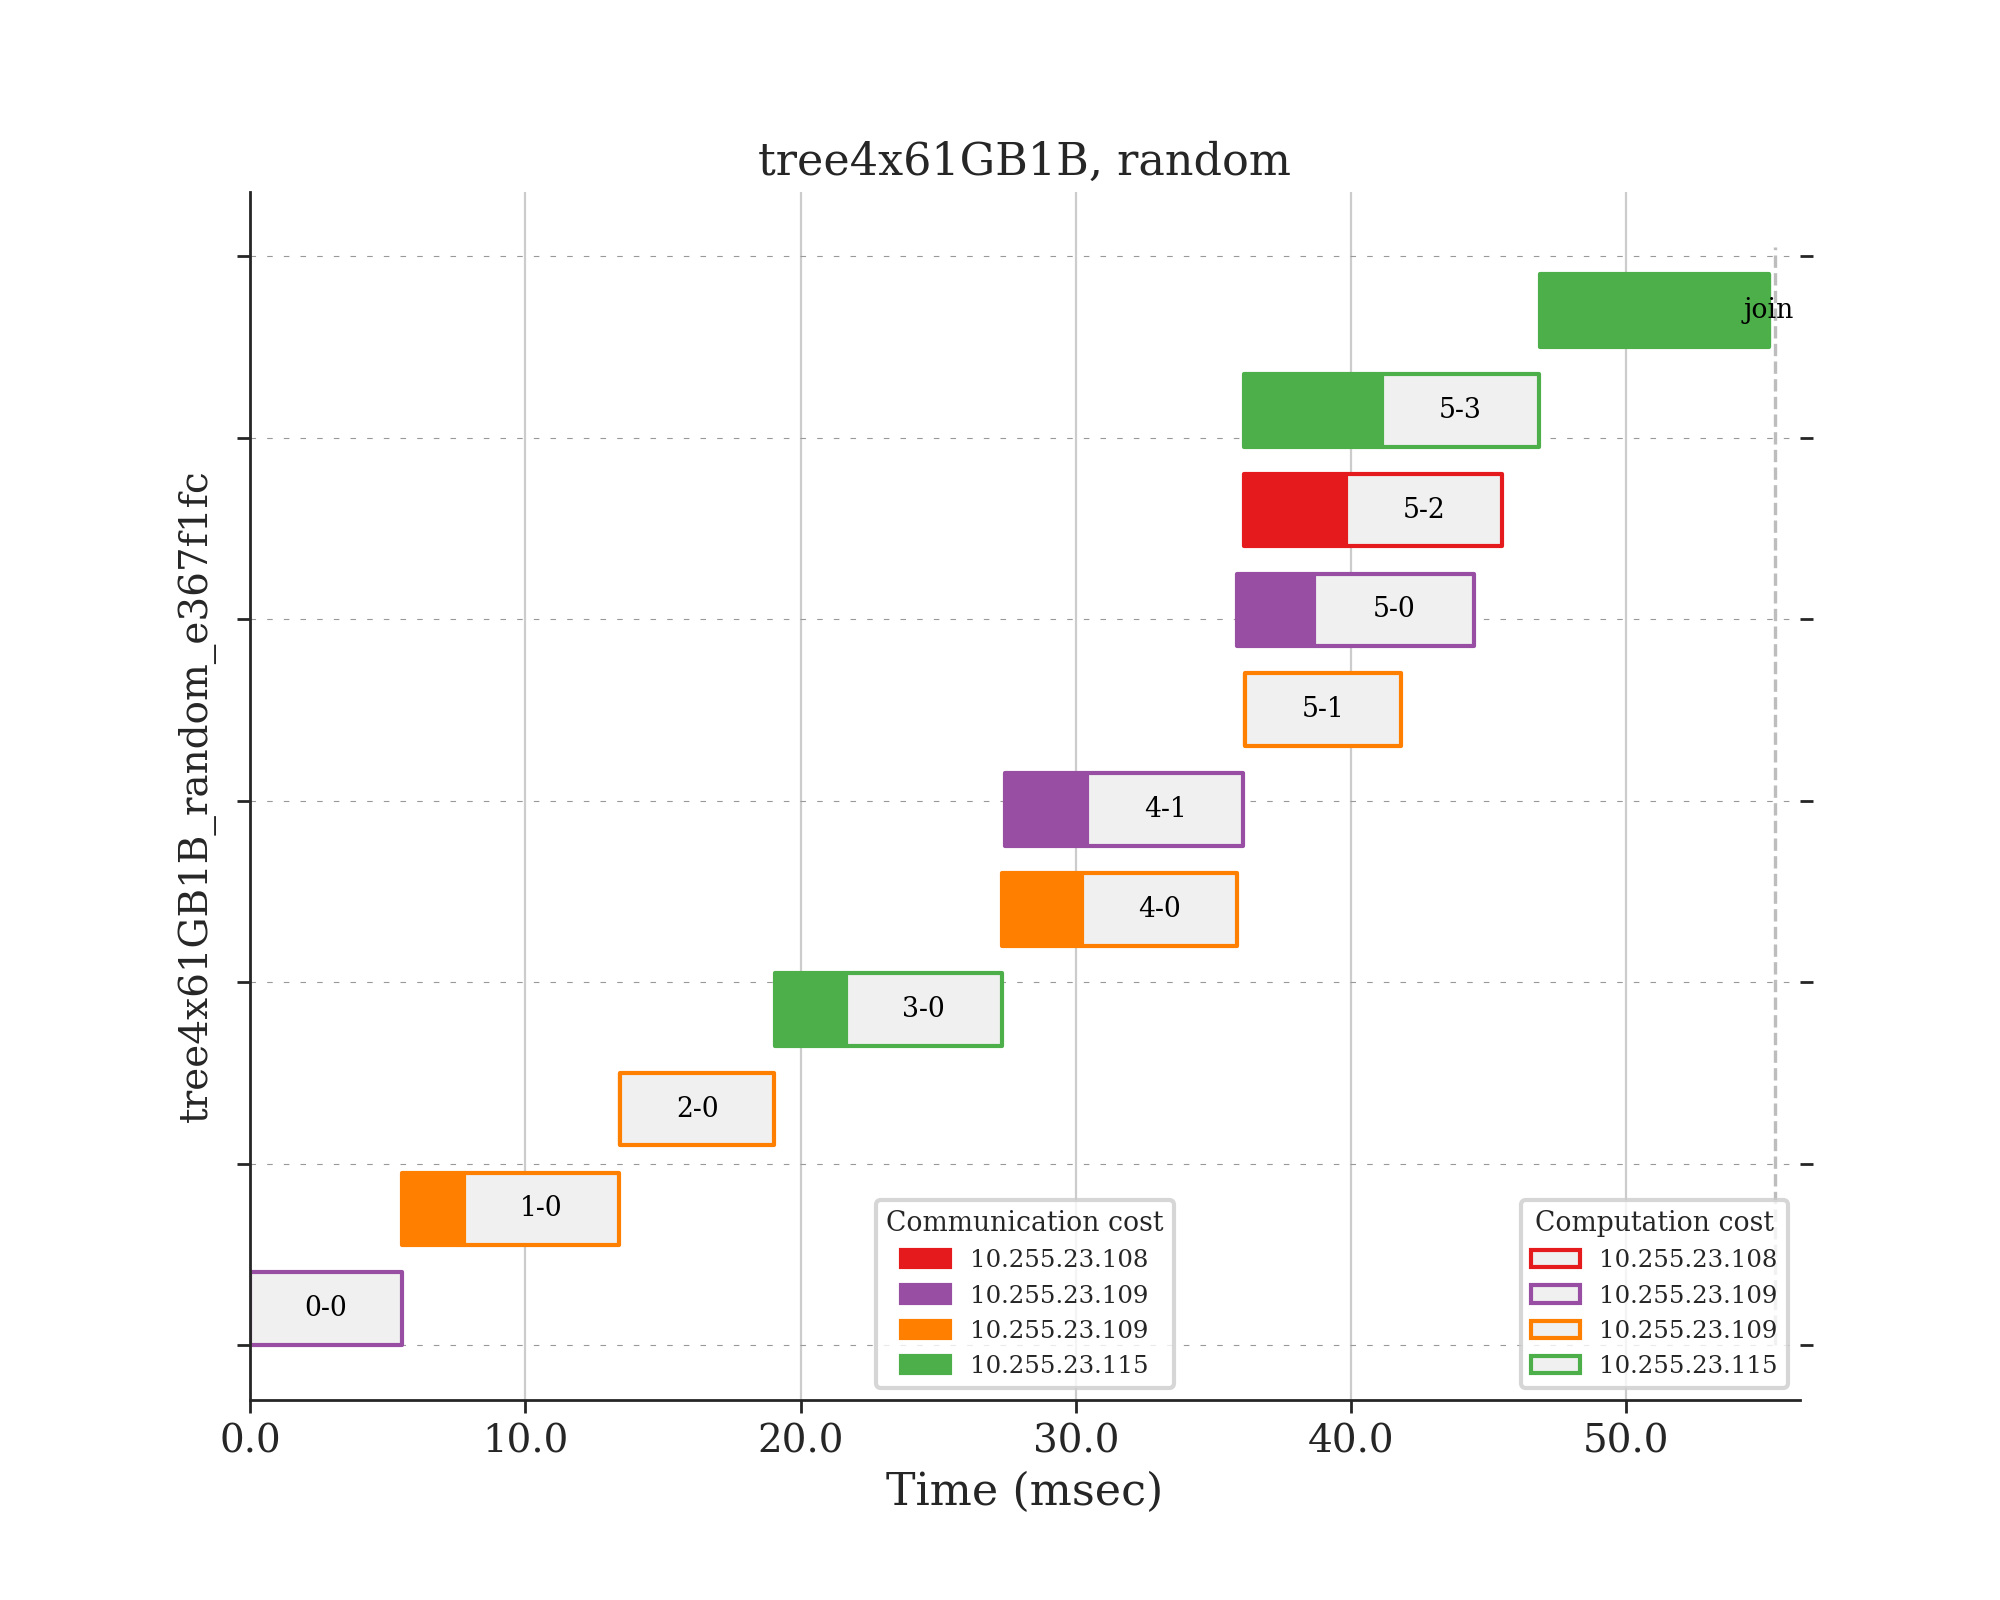 tree4x61GB1B, random
tree4x61GB1B_random_e367f1fc
join
5-3
5-2
5-0
5-1
4-1
4-0
3-0
2-0
1-0
0-0
Communication cost
10.255.23.108
10.255.23.109
10.255.23.109
10.255.23.115
Computation cost
10.255.23.108
10.255.23.109
10.255.23.109
10.255.23.115
0.0 10.0 20.0 30.0 40.0 50.0
Time (msec)